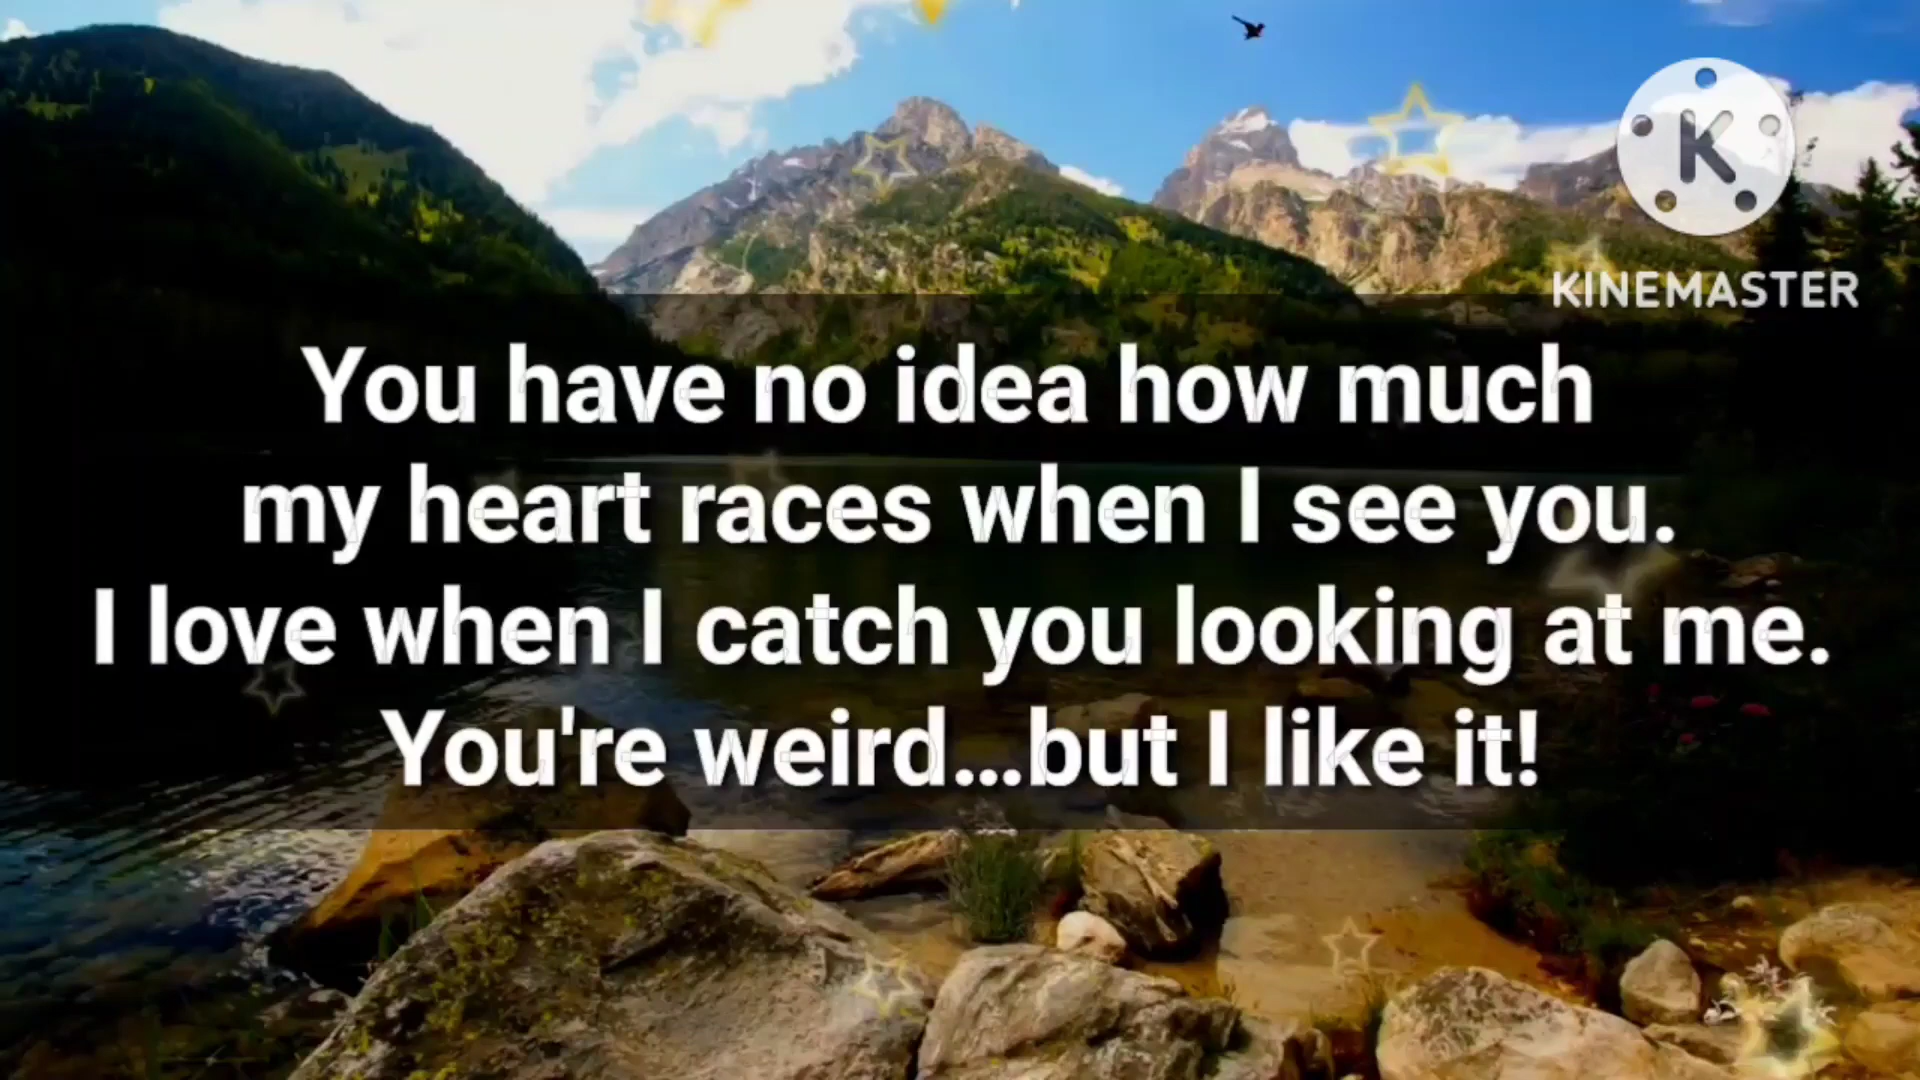 K
KINEMASTER
You have no idea how much
my heart races when I see you.
I love when I catch you looking at me.
You're weird...but I like it!